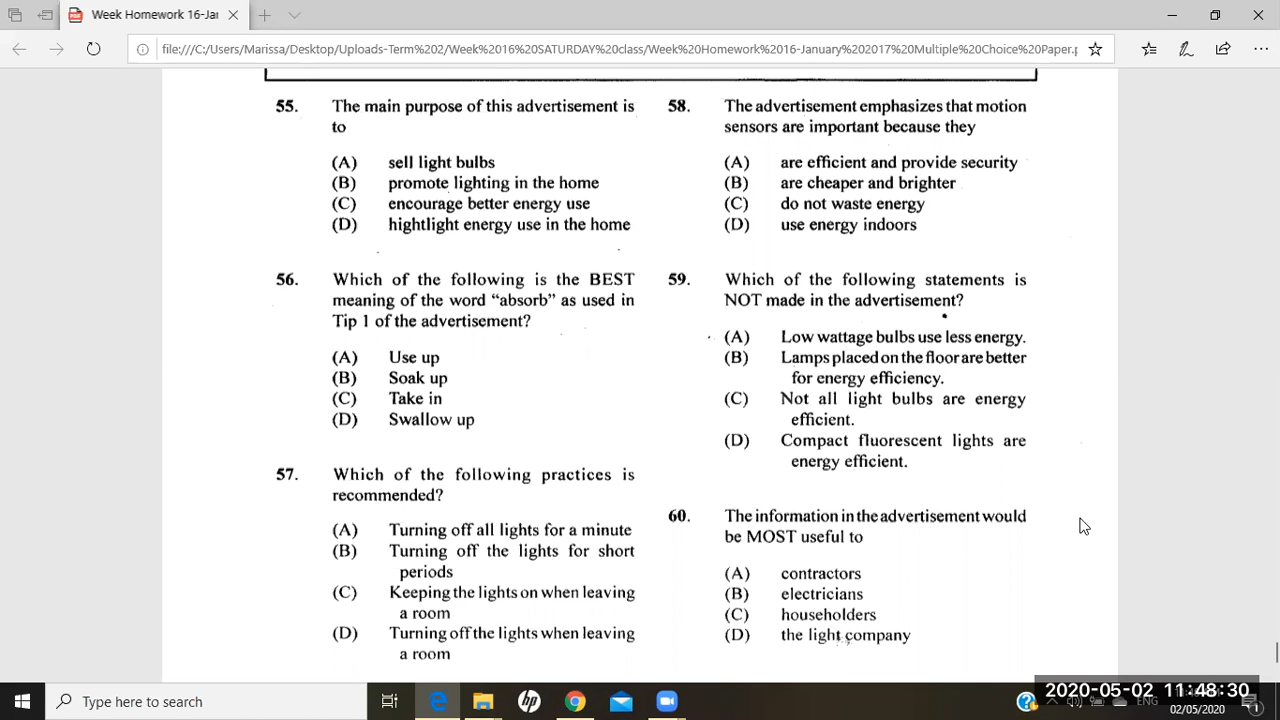 Week Homework 16-Jar
file:///C:/Users/Marissa/Desktop/Uploads-Term%202/Week%2016%20SATURDAY%20class/Week%20Homework%2016-January%202017%20Multiple%20Choice%20Paper.p
55. The main purpose of this advertisement is
to
(A) sell light bulbs
(B) promote lighting in the home
(C) encourage better energy use
(D) hightlight energy use in the home
56. Which of the following is the BEST
meaning of the word “absorb” as used in
Tip 1 of the advertisement?
(A) Use up
(B) Soak up
(C) Take in
(D) Swallow up
57. Which of the following practices is
recommended?
(A) Turning off all lights for a minute
(B) Turning off the lights for short
periods
(C) Keeping the lights on when leaving
a room
(D) Turning off the lights when leaving
a room
58. The advertisement emphasizes that motion
sensors are important because they
(A) are efficient and provide security
(B) are cheaper and brighter
(C) do not waste energy
(D) use energy indoors
59. Which of the following statements is
NOT made in the advertisement?
(A) Low wattage bulbs use less energy.
(B) Lamps placed on the floor are better
for energy efficiency.
(C) Not all light bulbs are energy
efficient.
(D) Compact fluorescent lights are
energy efficient.
60. The information in the advertisement would
be MOST useful to
(A) contractors
(B) electricians
(C) householders
(D) the light company
Type here to search
hp
ENG
2020-05-02 11:48:30
02/05/2020